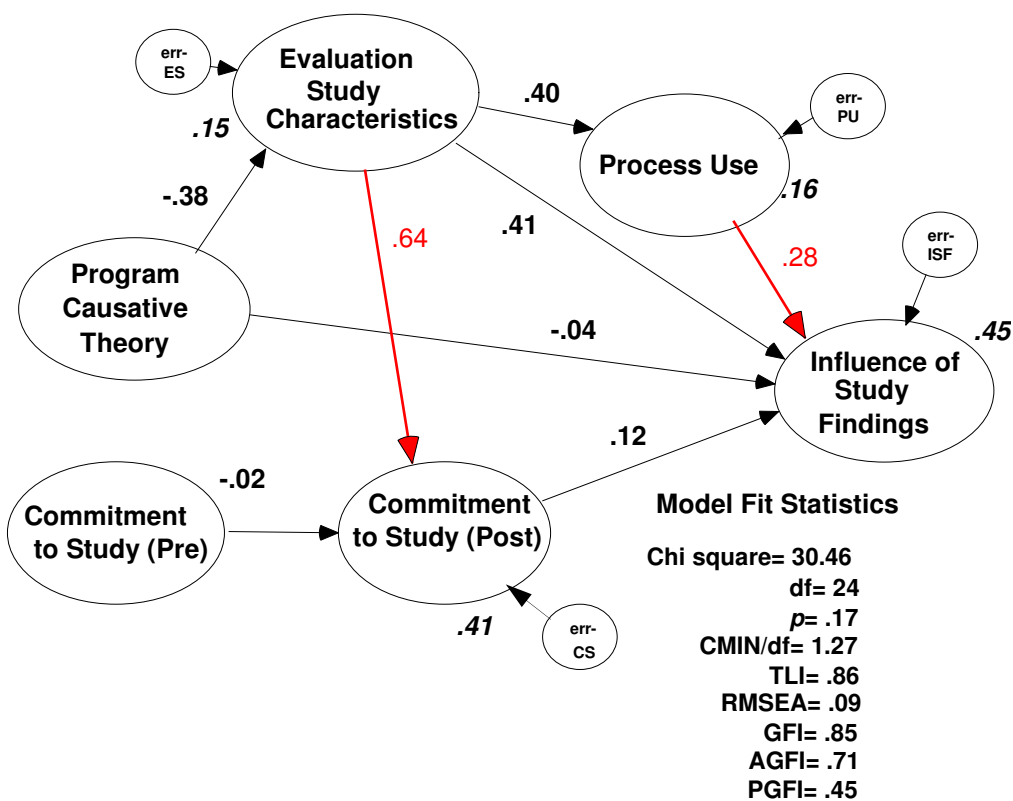 err-
ES
Evaluation
Study
Characteristics
.15
.40
err-
PU
Process Use
.16
-.38
.64
.41
.28
err-
ISF
Program
Causative
Theory
-.04
.45
Influence of
Study
Findings
.12
-.02
Commitment
to Study (Pre)
Commitment
to Study (Post)
.41
err-
CS
Model Fit Statistics
Chi square= 30.46
df= 24
p= .17
CMIN/df= 1.27
TLI= .86
RMSEA= .09
GFI= .85
AGFI= .71
PGFI= .45